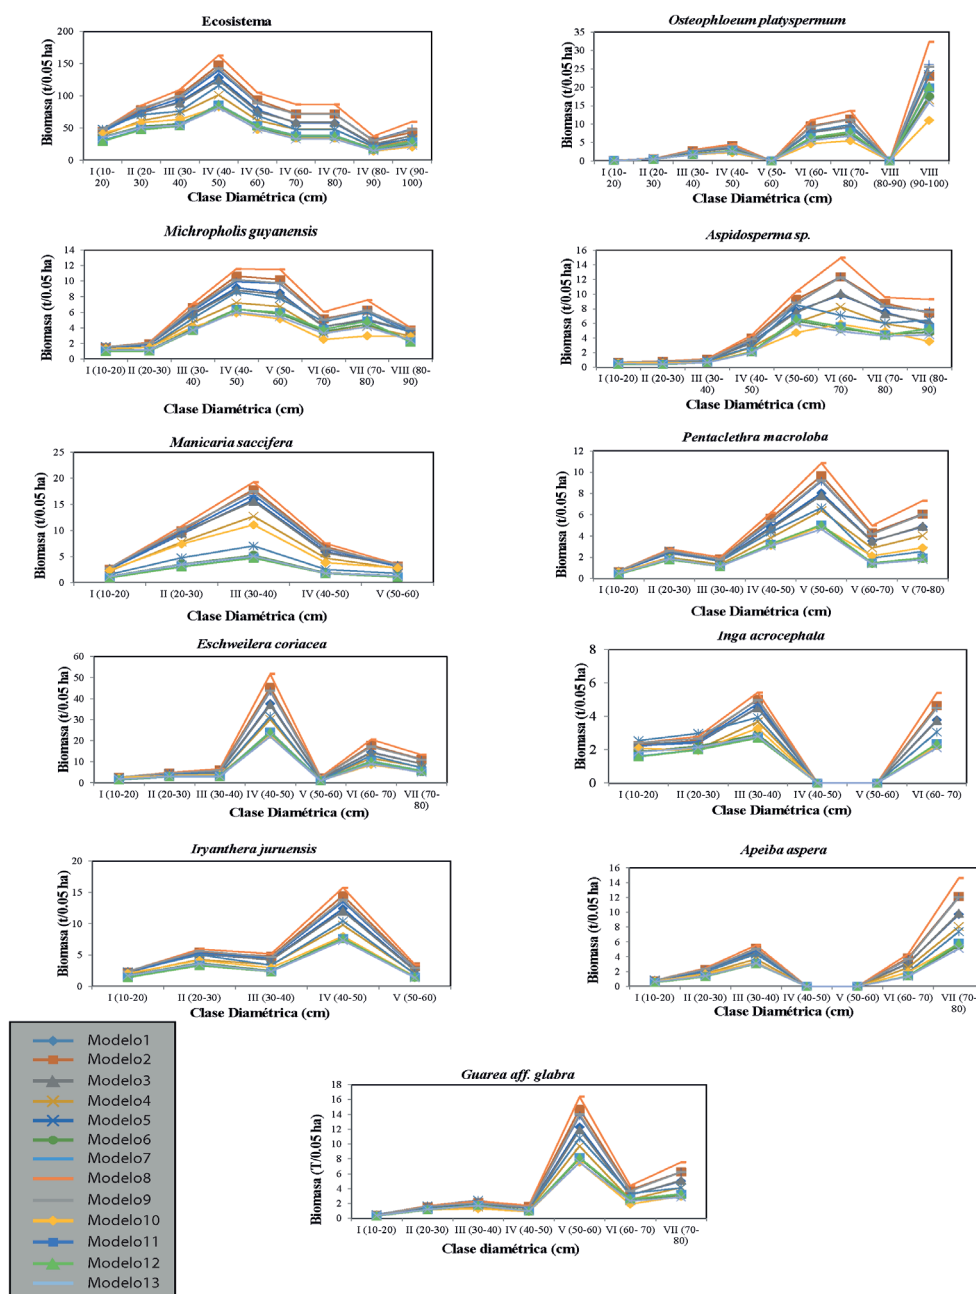 Ecosistema
Biomasa (t/0.05 ha)
200
150
100
50
0
I (10-20) II (20-30) III (30-40) IV (40-50) IV (50-60) IV (60-70) IV (70-80) IV (80-90) IV (90-100)
Clase Diamétrica (cm)
Osteophloeum platyspermum
Biomasa (t/0.05 ha)
35
30
25
20
15
10
5
0
I (10-20) II (20-30) III (30-40) IV (40-50) V (50-60) VI (60-70) VII (70-80) VIII (80-90) VIII (90-100)
Clase Diamétrica (cm)
Michropholis guyanensis
Biomasa (t/0.05 ha)
14
12
10
8
6
4
2
0
I (10-20) II (20-30) III (30-40) IV (40-50) V (50-60) VI (60-70) VII (70-80) VIII (80-90)
Clase Diamétrica (cm)
Aspidosperma sp.
Biomasa (t/0.05 ha)
16
14
12
10
8
6
4
2
0
I (10-20) II (20-30) III (30-40) IV (40-50) V (50-60) VI (60-70) VII (70-80) VII (80-90)
Clase Diamétrica (cm)
Manicaria saccifera
Biomasa (t/0.05 ha)
25
20
15
10
5
0
I (10-20) II (20-30) III (30-40) IV (40-50) V (50-60)
Clase Diamétrica (cm)
Pentaclethra macroloba
Biomasa (t/0.05 ha)
12
10
8
6
4
2
0
I (10-20) II (20-30) III (30-40) IV (40-50) V (50-60) V (60-70) V (70-80)
Clase Diamétrica (cm)
Eschweilera coriacea
Biomasa (t/0.05 ha)
60
50
40
30
20
10
0
I (10-20) II (20-30) III (30-40) IV (40-50) V (50-60) VI (60- 70) VII (70-80)
Clase Diamétrica (cm)
Inga acrocephala
Biomasa (t/0.05 ha)
8
6
4
2
0
I (10-20) II (20-30) III (30-40) IV (40-50) V (50-60) VI (60- 70)
Clase Diamétrica (cm)
Iryanthera juruensis
Biomasa (t/0.05 ha)
20
15
10
5
0
I (10-20) II (20-30) III (30-40) IV (40-50) V (50-60)
Clase Diamétrica (cm)
Apeiba aspera
Biomasa (t/0.05 ha)
16
14
12
10
8
6
4
2
0
I (10-20) II (20-30) III (30-40) IV (40-50) V (50-60) VI (60- 70) VII (70-80)
Clase Diamétrica (cm)
Modelo1
Modelo2
Modelo3
Modelo4
Modelo5
Modelo6
Modelo7
Modelo8
Modelo9
Modelo10
Modelo11
Modelo12
Modelo13
Guarea aff. glabra
Biomasa (T/0.05 ha)
18
16
14
12
10
8
6
4
2
0
I (10-20) II (20-30) III (30-40) IV (40-50) V (50-60) VI (60- 70) VII (70-80)
Clase diamétrica (cm)